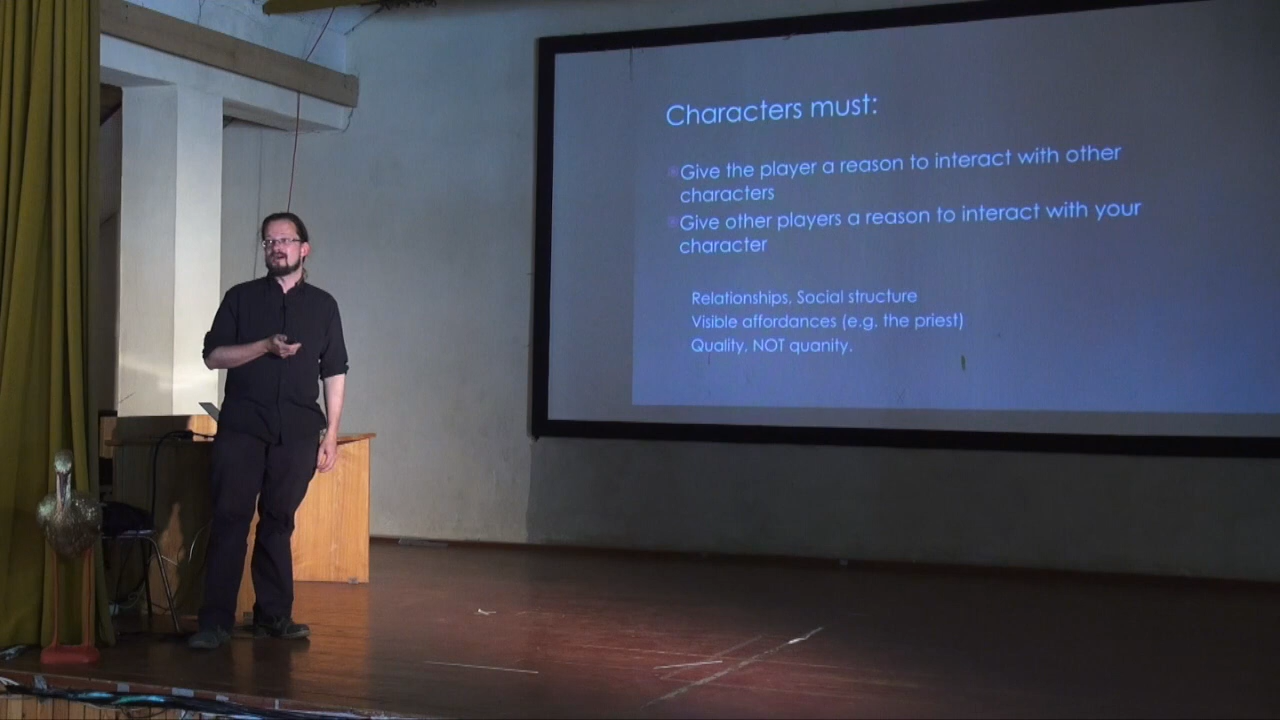 Characters must:
Give the player a reason to interact with other
characters
Give other players a reason to interact with your
character
Relationships, Social structure
Visible affordances (e.g. the priest)
Quality, NOT quanity.